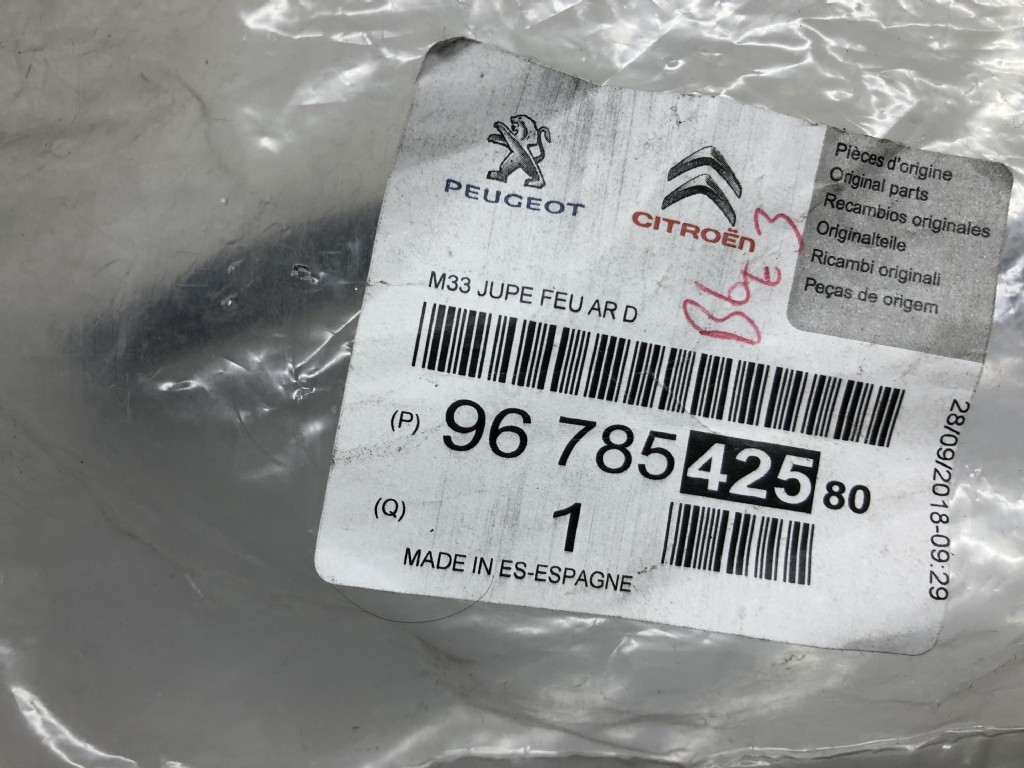 PEUGEOT
CITROËN
Pièces d'origine
Original parts
Recambios originales
Originalteile
Ricambi originali
Peças de origem
M33 JUPE FEU AR D
(P) 96 785 425 80
(Q) 1
MADE IN ES-ESPAGNE
28/09/2018-09:29